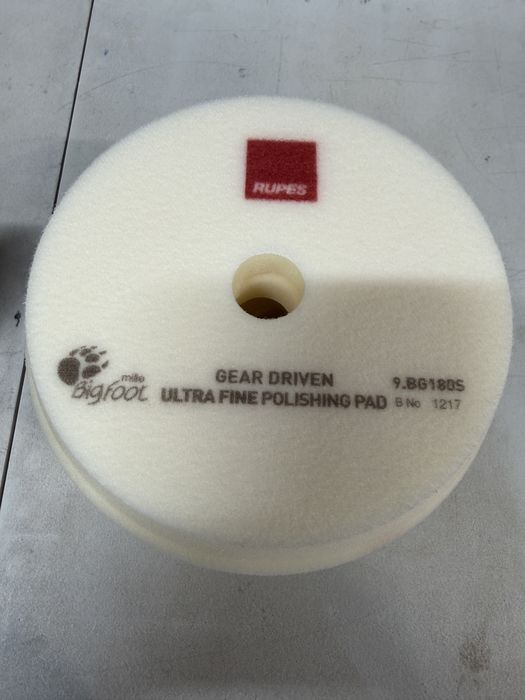 RUPES
mille
BigFoot
GEAR DRIVEN
ULTRA FINE POLISHING PAD
9.BG180S
B No 1217